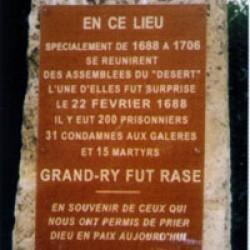 EN CE LIEU
SPECIALEMENT DE 1688 A 1706
SE REUNIRENT
DES ASSEMBLEES DU "DESERT"
L'UNE D'ELLES FUT SURPRISE
LE 22 FÉVRIER 1688
IL Y EUT 200 PRISONNIERS
31 CONDAMNES AUX GALERES
ET 15 MARTYRS
GRAND-RY FUT RASE
EN SOUVENIR DE CEUX QUI
NOUS ONT PERMIS DE PRIER
DIEU EN PAIX AUJOURD'HUI